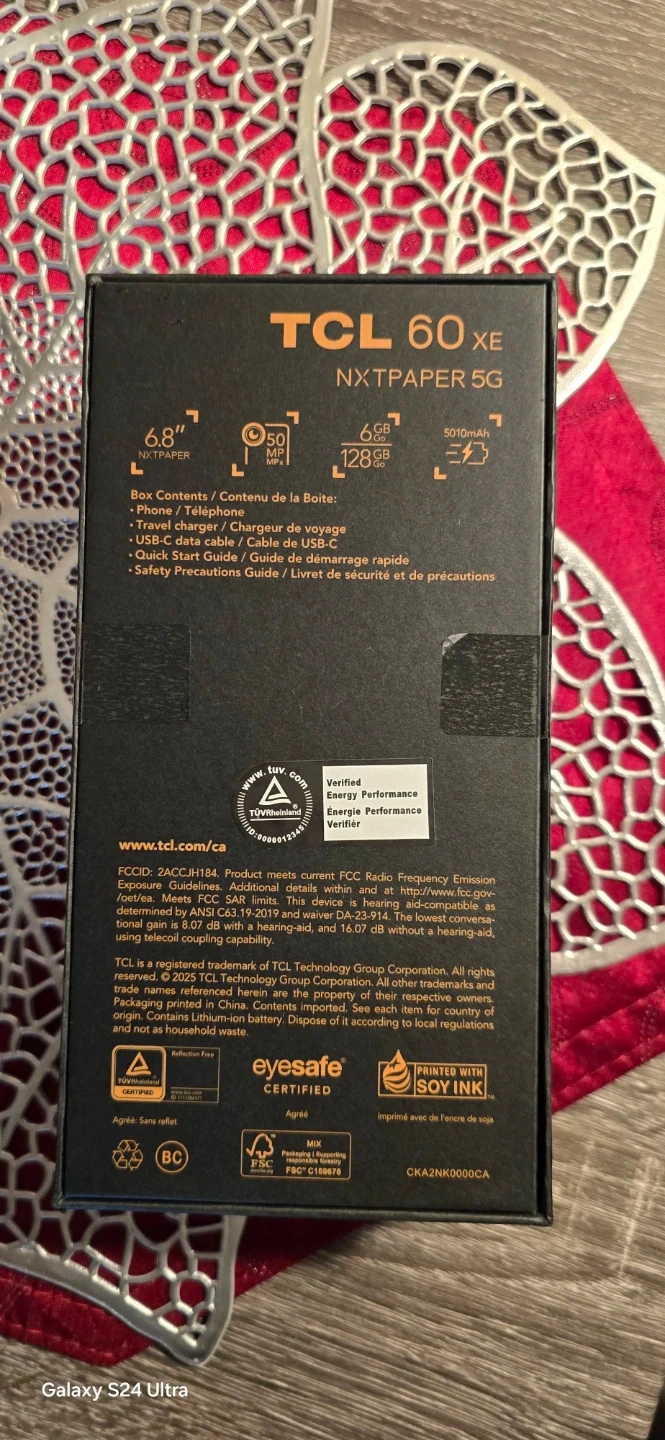 TCL 60 XE
NXTPAPER 5G
6.8"
NXTPAPER
50
MP
MPx
6 GB
Go
128 GB
Go
5010mAh
Box Contents / Contenu de la Boite:
• Phone / Téléphone
• Travel charger / Chargeur de voyage
• USB-C data cable / Cable de USB-C
• Quick Start Guide / Guide de démarrage rapide
• Safety Precautions Guide / Livret de sécurité et de précautions
www.tuv.com
TÜVRheinland
ID:0000012345
Verified
Energy Performance
Énergie Performance
Verifiér
www.tcl.com/ca
FCCID: 2ACCJH184. Product meets current FCC Radio Frequency Emission
Exposure Guidelines. Additional details within and at http://www.fcc.gov-
/oet/ea. Meets FCC SAR limits. This device is hearing aid-compatible as
determined by ANSI C63.19-2019 and waiver DA-23-914. The lowest conversa-
tional gain is 8.07 dB with a hearing-aid, and 16.07 dB without a hearing-aid,
using telecoil coupling capability.
TCL is a registered trademark of TCL Technology Group Corporation. All rights
reserved. © 2025 TCL Technology Group Corporation. All other trademarks and
trade names referenced herein are the property of their respective owners.
Packaging printed in China. Contents imported. See each item for country of
origin. Contains Lithium-ion battery. Dispose of it according to local regulations
and not as household waste.
TÜVRheinland
CERTIFIED
Reflection Free
eyesafe®
CERTIFIED
PRINTED WITH
SOY INK™
Agréé: Sans reflet
Agréé
Imprimé avec de l'encre de soja
BC
FSC
MIX
Packaging | Supporting
responsible forestry
FSC™ C159678
CKA2NK0000CA
Galaxy S24 Ultra